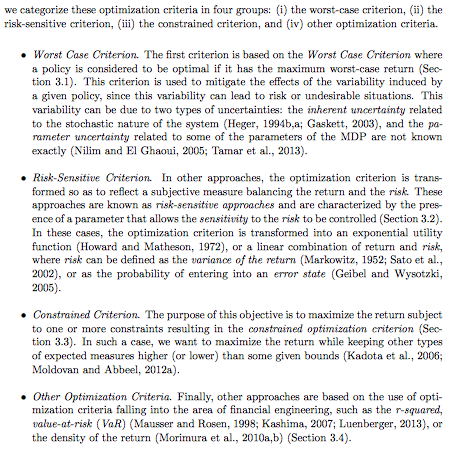 we categorize these optimization criteria in four groups: (i) the worst-case criterion, (ii) the
risk-sensitive criterion, (iii) the constrained criterion, and (iv) other optimization criteria.
• Worst Case Criterion. The first criterion is based on the Worst Case Criterion where
a policy is considered to be optimal if it has the maximum worst-case return (Sec-
tion 3.1). This criterion is used to mitigate the effects of the variability induced by
a given policy, since this variability can lead to risk or undesirable situations. This
variability can be due to two types of uncertainties: the inherent uncertainty related
to the stochastic nature of the system (Heger, 1994b,a; Gaskett, 2003), and the pa-
rameter uncertainty related to some of the parameters of the MDP are not known
exactly (Nilim and El Ghaoui, 2005; Tamar et al., 2013).
• Risk-Sensitive Criterion. In other approaches, the optimization criterion is trans-
formed so as to reflect a subjective measure balancing the return and the risk. These
approaches are known as risk-sensitive approaches and are characterized by the pres-
ence of a parameter that allows the sensitivity to the risk to be controlled (Section 3.2).
In these cases, the optimization criterion is transformed into an exponential utility
function (Howard and Matheson, 1972), or a linear combination of return and risk,
where risk can be defined as the variance of the return (Markowitz, 1952; Sato et al.,
2002), or as the probability of entering into an error state (Geibel and Wysotzki,
2005).
• Constrained Criterion. The purpose of this objective is to maximize the return subject
to one or more constraints resulting in the constrained optimization criterion (Sec-
tion 3.3). In such a case, we want to maximize the return while keeping other types
of expected measures higher (or lower) than some given bounds (Kadota et al., 2006;
Moldovan and Abbeel, 2012a).
• Other Optimization Criteria. Finally, other approaches are based on the use of opti-
mization criteria falling into the area of financial engineering, such as the r-squared,
value-at-risk (VaR) (Mausser and Rosen, 1998; Kashima, 2007; Luenberger, 2013), or
the density of the return (Morimura et al., 2010a,b) (Section 3.4).